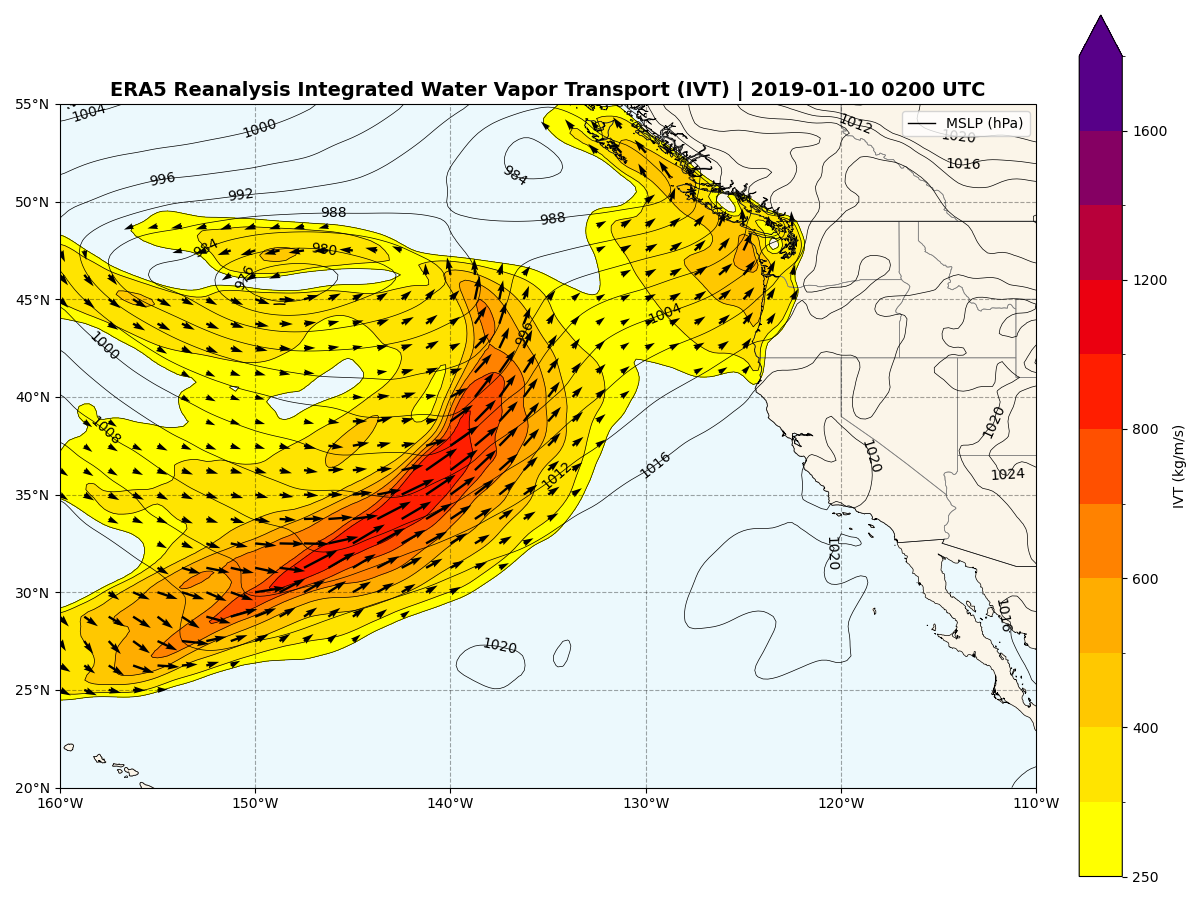 ERA5 Reanalysis Integrated Water Vapor Transport (IVT) | 2019-01-10 0200 UTC
MSLP (hPa)
55°N
50°N
45°N
40°N
35°N
30°N
25°N
20°N
160°W
150°W
140°W
130°W
120°W
110°W
1004
1000
996
992
988
984
980
976
984
988
1012
1020
1016
1000
1008
996
1004
1012
1016
1020
1020
1024
1020
1016
1020
1600
1200
800
600
400
250
IVT (kg/m/s)